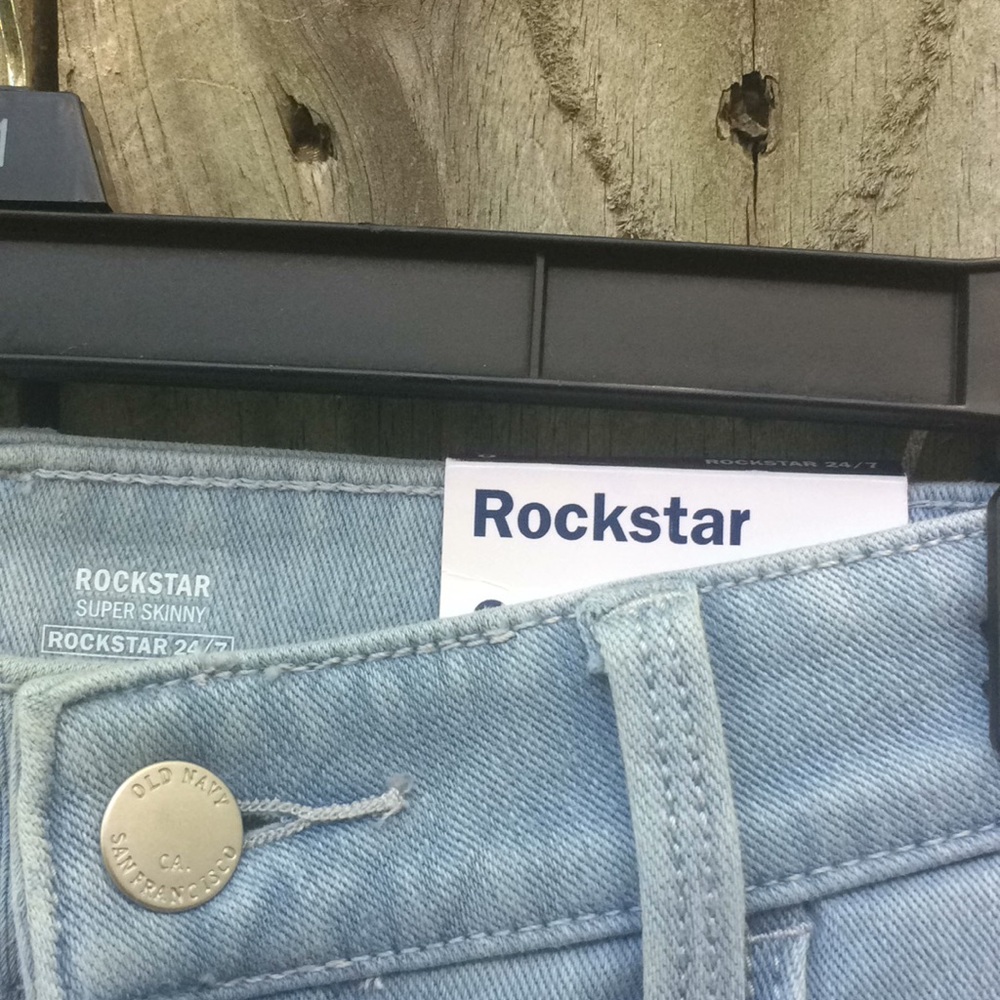 ROCKSTAR 24/7
Rockstar
ROCKSTAR
SUPER SKINNY
ROCKSTAR 24/7
OLD NAVY
CA.
SAN FRANCISCO